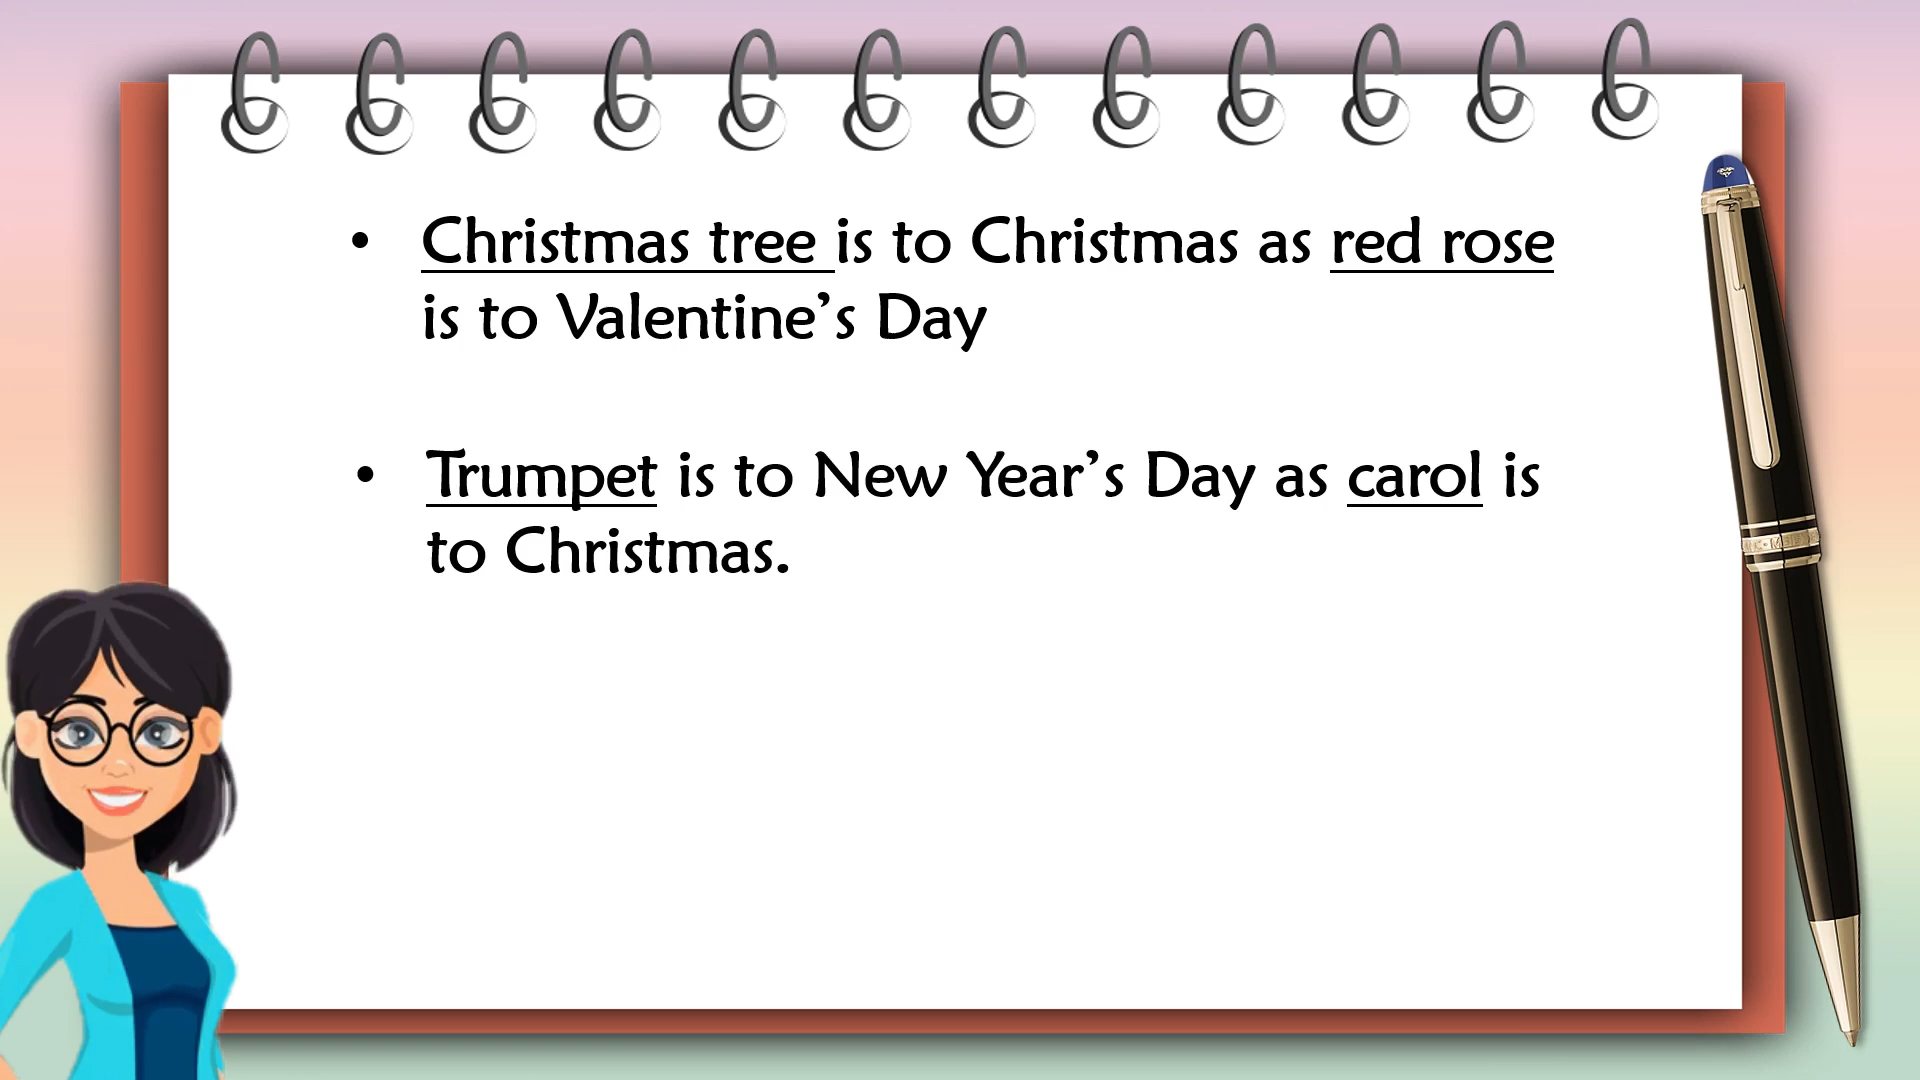 • Christmas tree is to Christmas as red rose
is to Valentine’s Day
• Trumpet is to New Year’s Day as carol is
to Christmas.